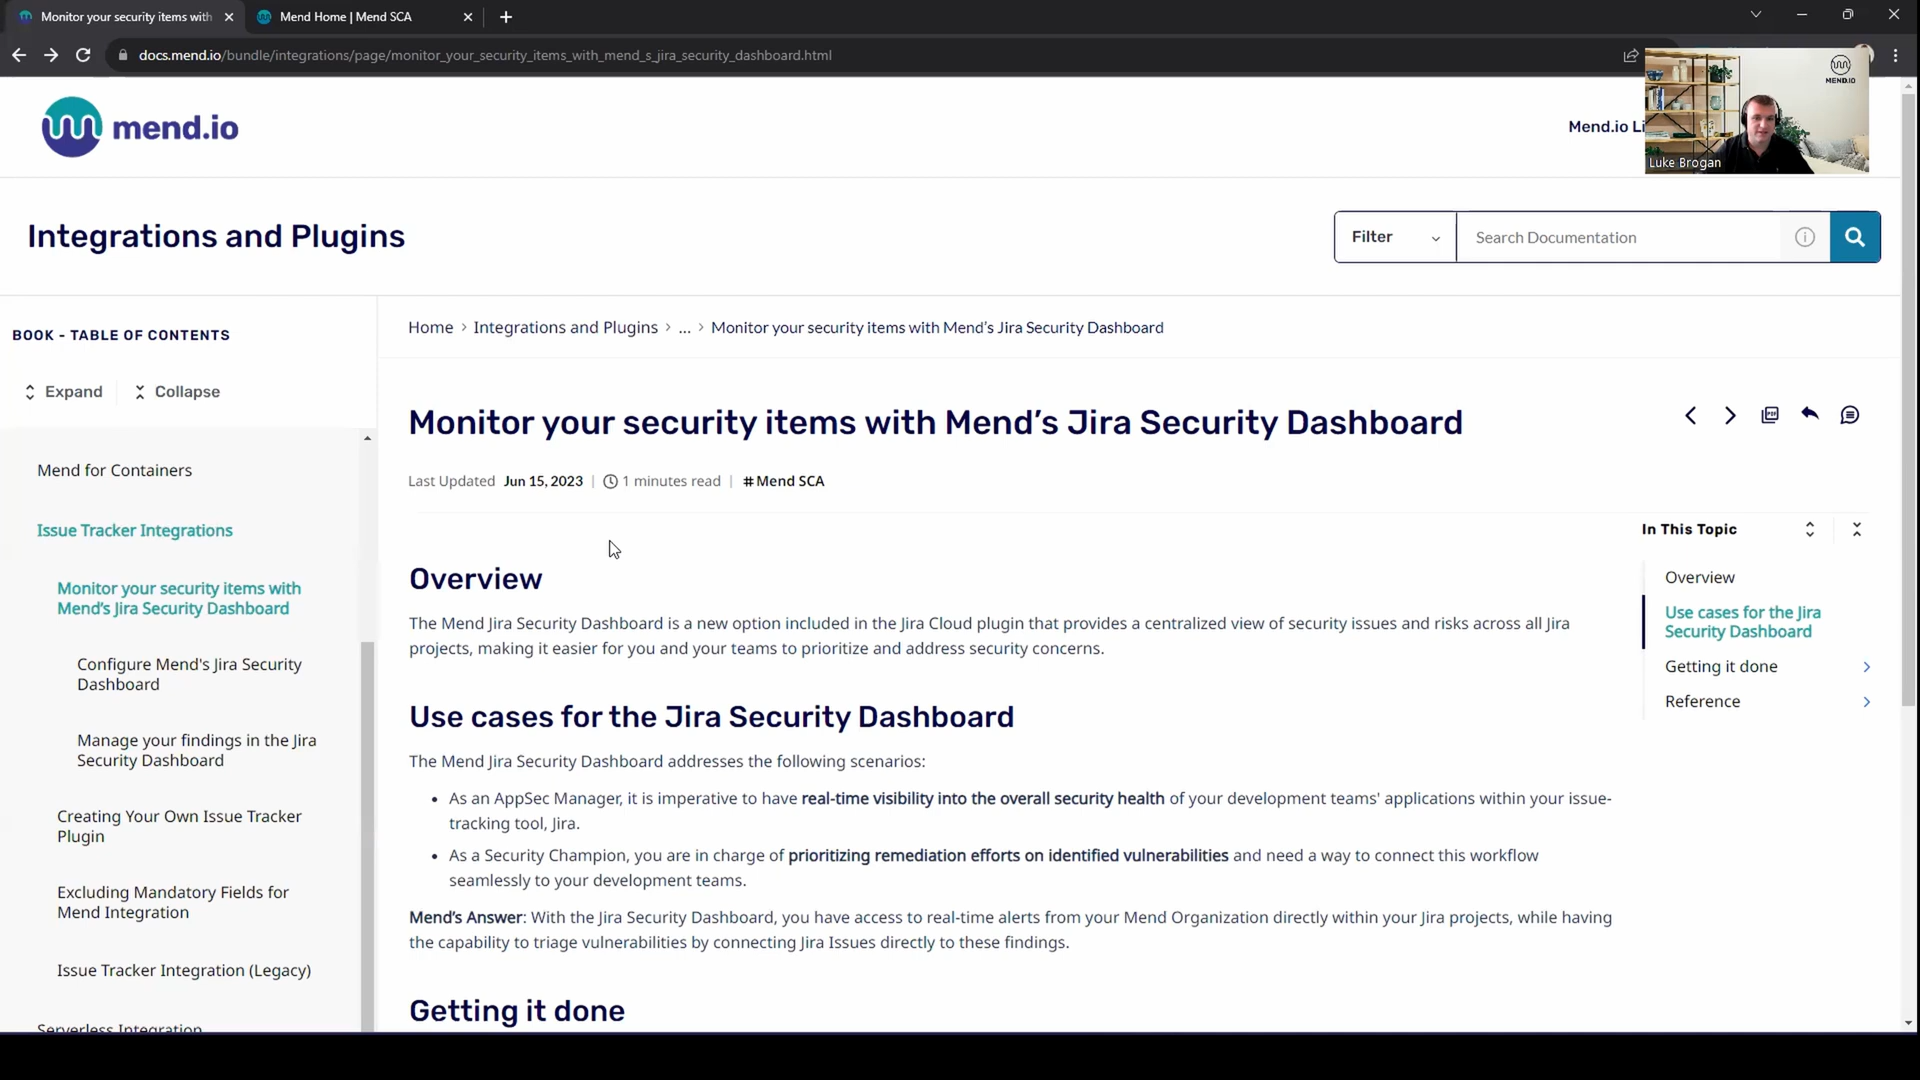 Monitor your security items with
Mend Home | Mend SCA
docs.mend.io/bundle/integrations/page/monitor_your_security_items_with_mend_s_jira_security_dashboard.html
mend.io
Mend.io Li
MEND.IO
Luke Brogan
Integrations and Plugins
Filter
Search Documentation
BOOK - TABLE OF CONTENTS
Expand
Collapse
Mend for Containers
Issue Tracker Integrations
Monitor your security items with
Mend's Jira Security Dashboard
Configure Mend's Jira Security
Dashboard
Manage your findings in the Jira
Security Dashboard
Creating Your Own Issue Tracker
Plugin
Excluding Mandatory Fields for
Mend Integration
Issue Tracker Integration (Legacy)
Serverless Integration
Home > Integrations and Plugins > ... > Monitor your security items with Mend's Jira Security Dashboard
Monitor your security items with Mend's Jira Security Dashboard
Last Updated Jun 15, 2023 | 1 minutes read | # Mend SCA
Overview
The Mend Jira Security Dashboard is a new option included in the Jira Cloud plugin that provides a centralized view of security issues and risks across all Jira
projects, making it easier for you and your teams to prioritize and address security concerns.
Use cases for the Jira Security Dashboard
The Mend Jira Security Dashboard addresses the following scenarios:
• As an AppSec Manager, it is imperative to have real-time visibility into the overall security health of your development teams' applications within your issue-
tracking tool, Jira.
• As a Security Champion, you are in charge of prioritizing remediation efforts on identified vulnerabilities and need a way to connect this workflow
seamlessly to your development teams.
Mend's Answer: With the Jira Security Dashboard, you have access to real-time alerts from your Mend Organization directly within your Jira projects, while having
the capability to triage vulnerabilities by connecting Jira Issues directly to these findings.
Getting it done
In This Topic
Overview
Use cases for the Jira
Security Dashboard
Getting it done
Reference